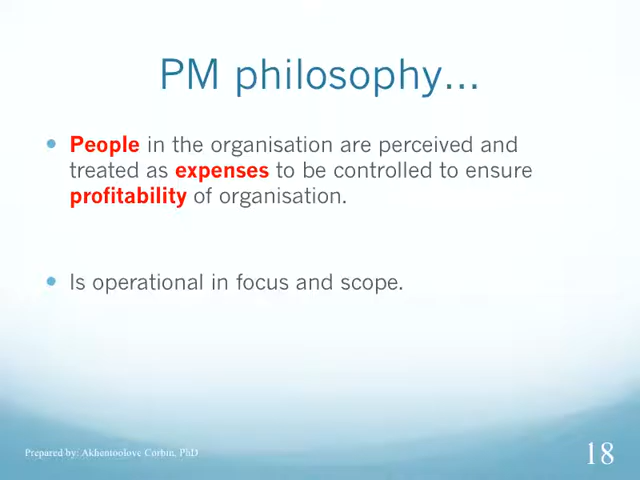 PM philosophy...
• People in the organisation are perceived and
treated as expenses to be controlled to ensure
profitability of organisation.
• Is operational in focus and scope.
Prepared by: Akhentoolove Corbin, PhD
18